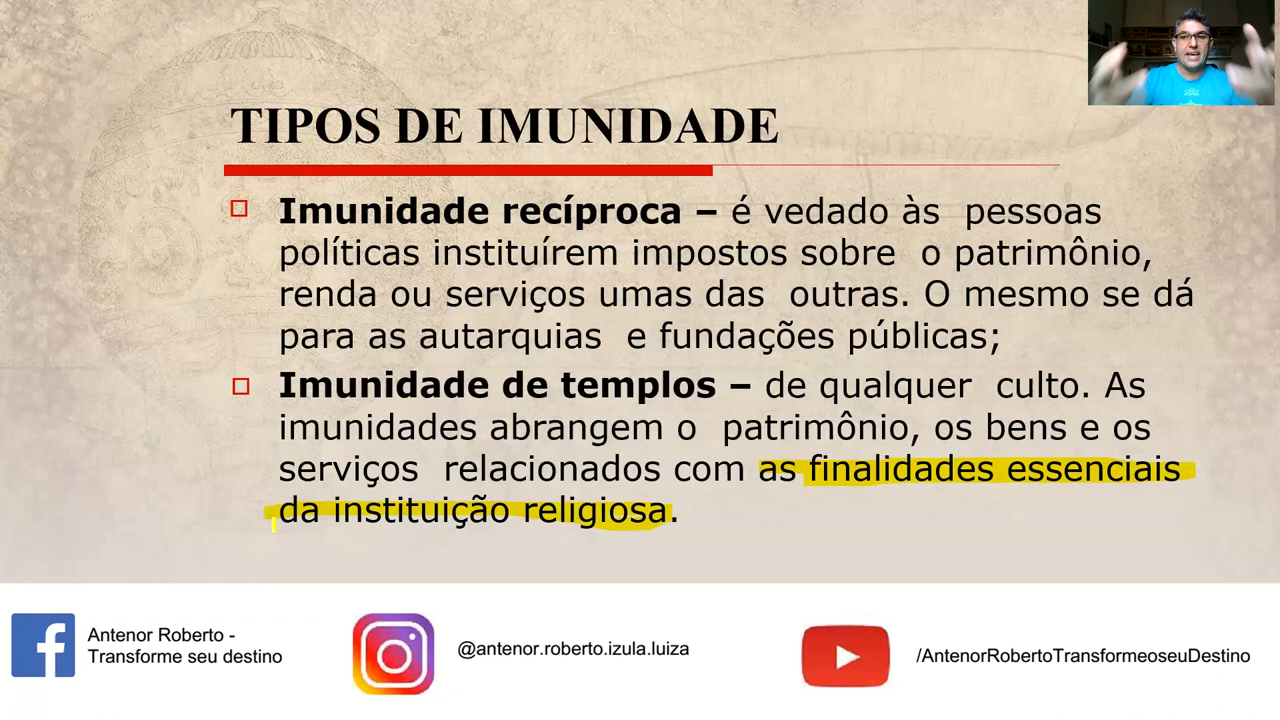 TIPOS DE IMUNIDADE
Imunidade recíproca – é vedado às pessoas
políticas instituírem impostos sobre o patrimônio,
renda ou serviços umas das outras. O mesmo se dá
para as autarquias e fundações públicas;
Imunidade de templos – de qualquer culto. As
imunidades abrangem o patrimônio, os bens e os
serviços relacionados com as finalidades essenciais
da instituição religiosa.
Antenor Roberto -
Transforme seu destino
@antenor.roberto.izula.luiza
/AntenorRobertoTransformeoseuDestino